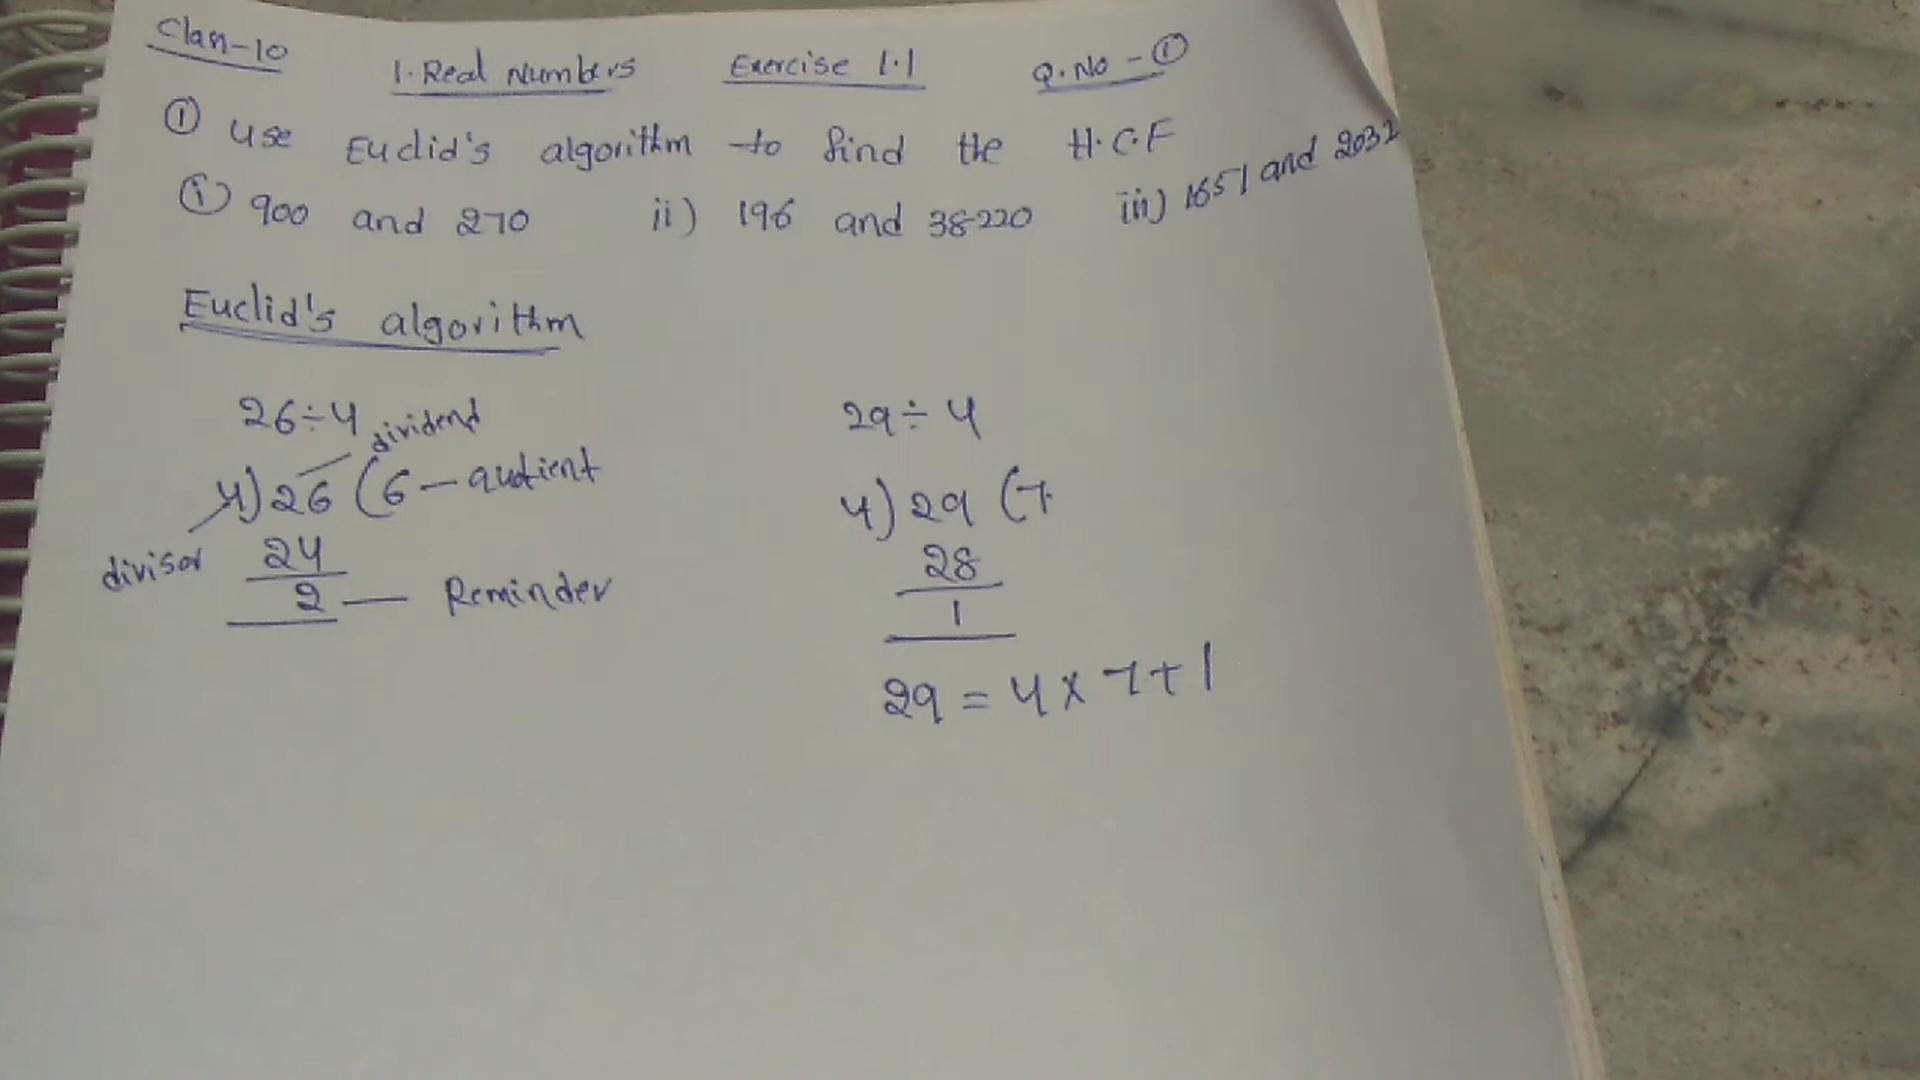 Class-10
1. Real Numbers Exercise 1.1 Q. No - ①
① Use Euclid's algorithm to find the H.C.F
① 900 and 270 ii) 196 and 38220 iii) 1651 and 2032
Euclid's algorithm
26÷4 29÷4
dividend
4) 26 (6 - quotient 4) 29 (7
divisor 24 28
2 — Reminder 1
29 = 4 x 7 + 1